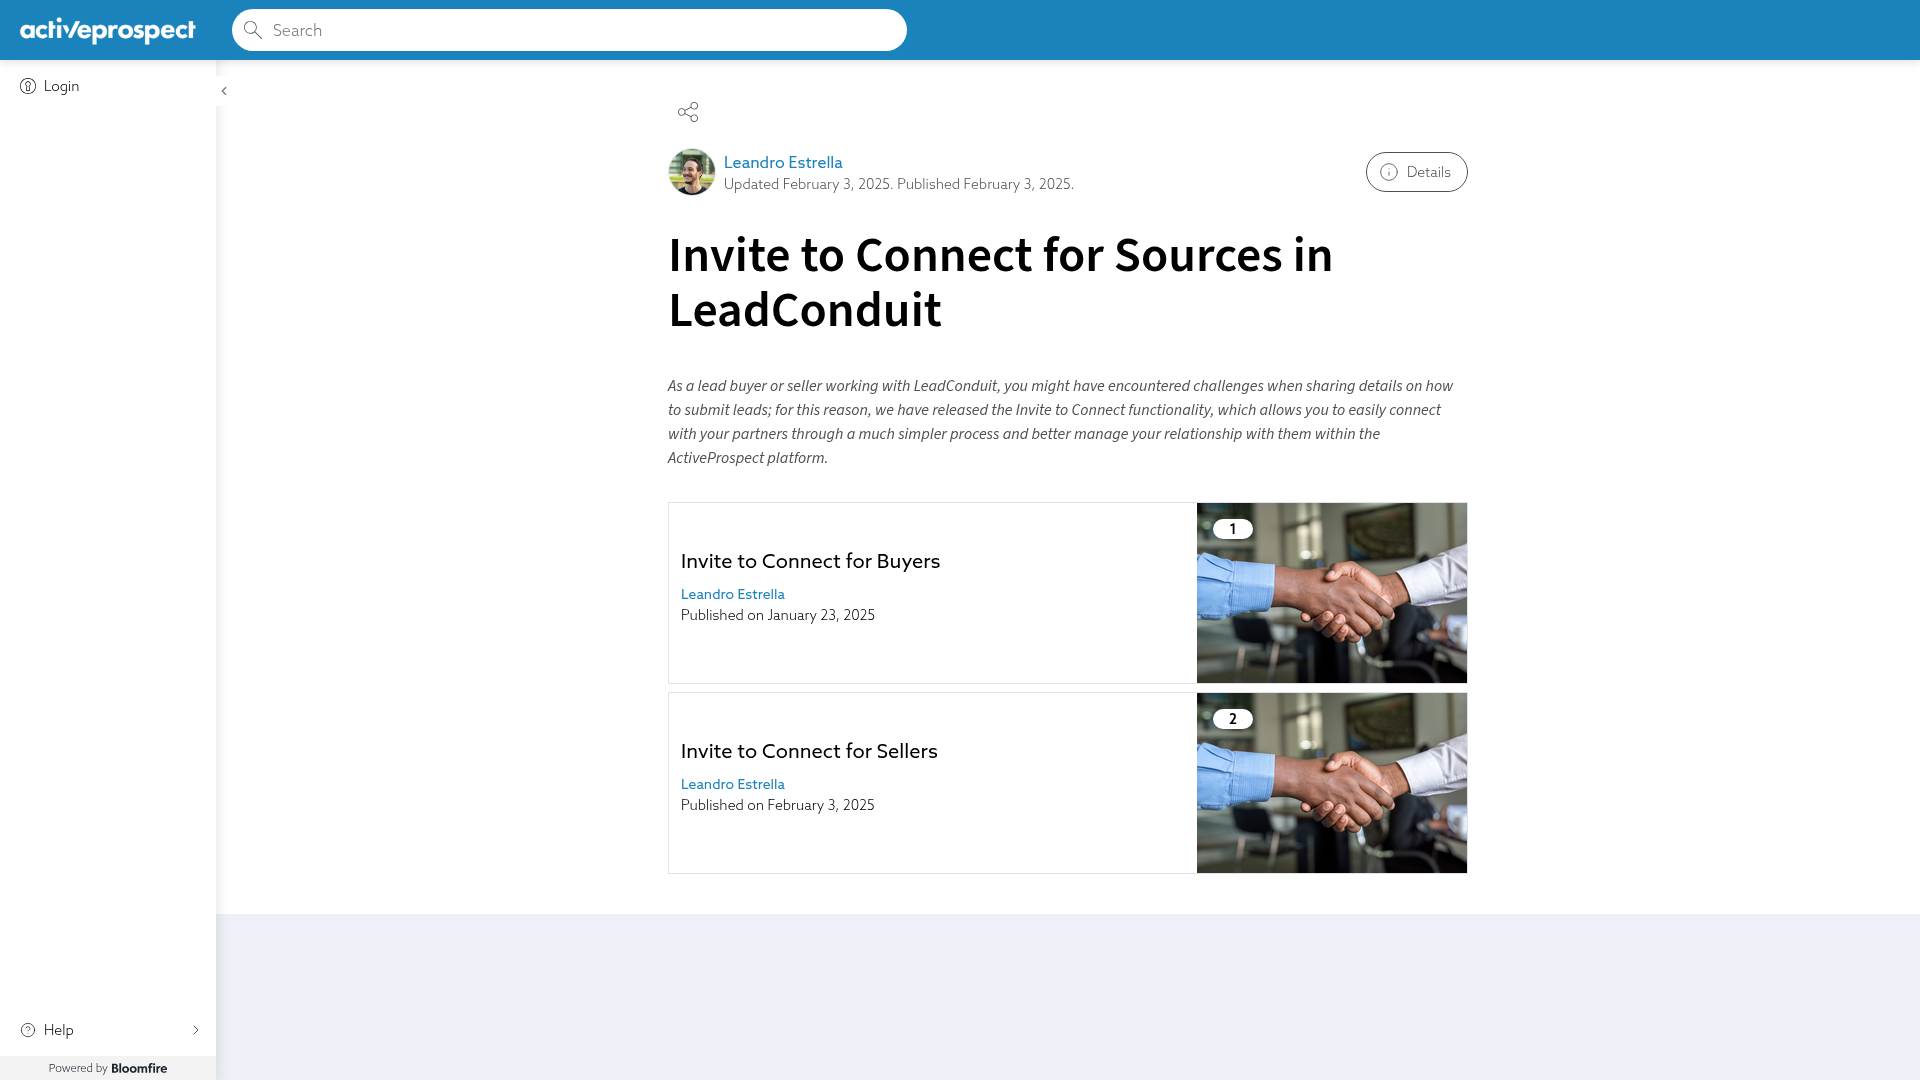 activeprospect
Search
Login
Leandro Estrella
Updated February 3, 2025. Published February 3, 2025.
Details
Invite to Connect for Sources in
LeadConduit
As a lead buyer or seller working with LeadConduit, you might have encountered challenges when sharing details on how
to submit leads; for this reason, we have released the Invite to Connect functionality, which allows you to easily connect
with your partners through a much simpler process and better manage your relationship with them within the
ActiveProspect platform.
Invite to Connect for Buyers
Leandro Estrella
Published on January 23, 2025
1
Invite to Connect for Sellers
Leandro Estrella
Published on February 3, 2025
2
Help
Powered by Bloomfire